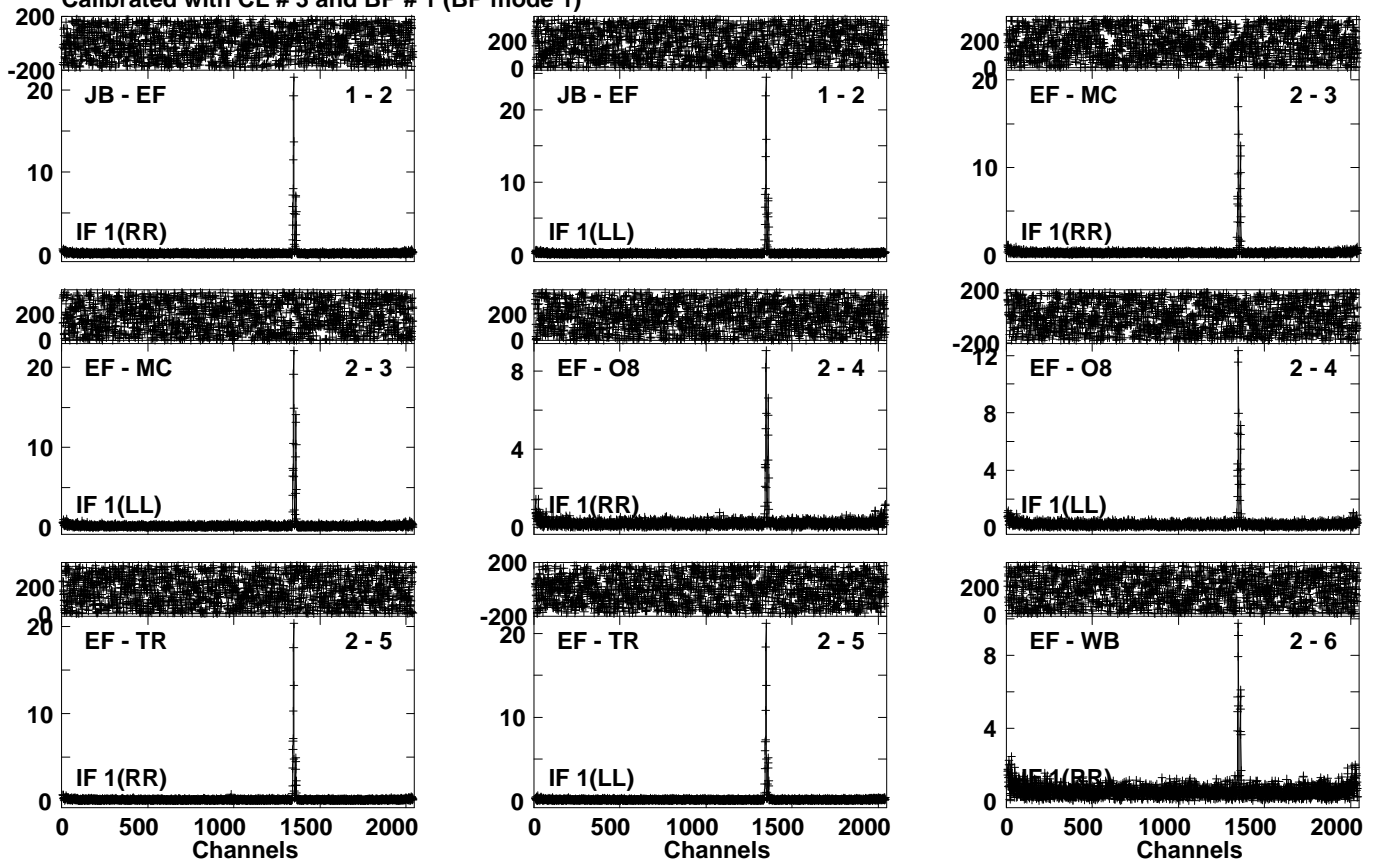 Calibrated with CL # 3 and BP # 1 (BP mode 1)
200
-200
20
10
0
JB - EF 1 - 2
IF 1(RR)
200
0
20
10
0
JB - EF 1 - 2
IF 1(LL)
200
0
20
10
0
EF - MC 2 - 3
IF 1(RR)
200
0
20
10
0
EF - MC 2 - 3
IF 1(LL)
200
0
8
4
0
EF - O8 2 - 4
IF 1(RR)
200
-200
12
8
4
0
EF - O8 2 - 4
IF 1(LL)
200
0
20
10
0
EF - TR 2 - 5
IF 1(RR)
200
-200
20
10
0
EF - TR 2 - 5
IF 1(LL)
200
0
8
4
0
EF - WB 2 - 6
IF 1(RR)
0 500 1000 1500 2000
Channels
0 500 1000 1500 2000
Channels
0 500 1000 1500 2000
Channels